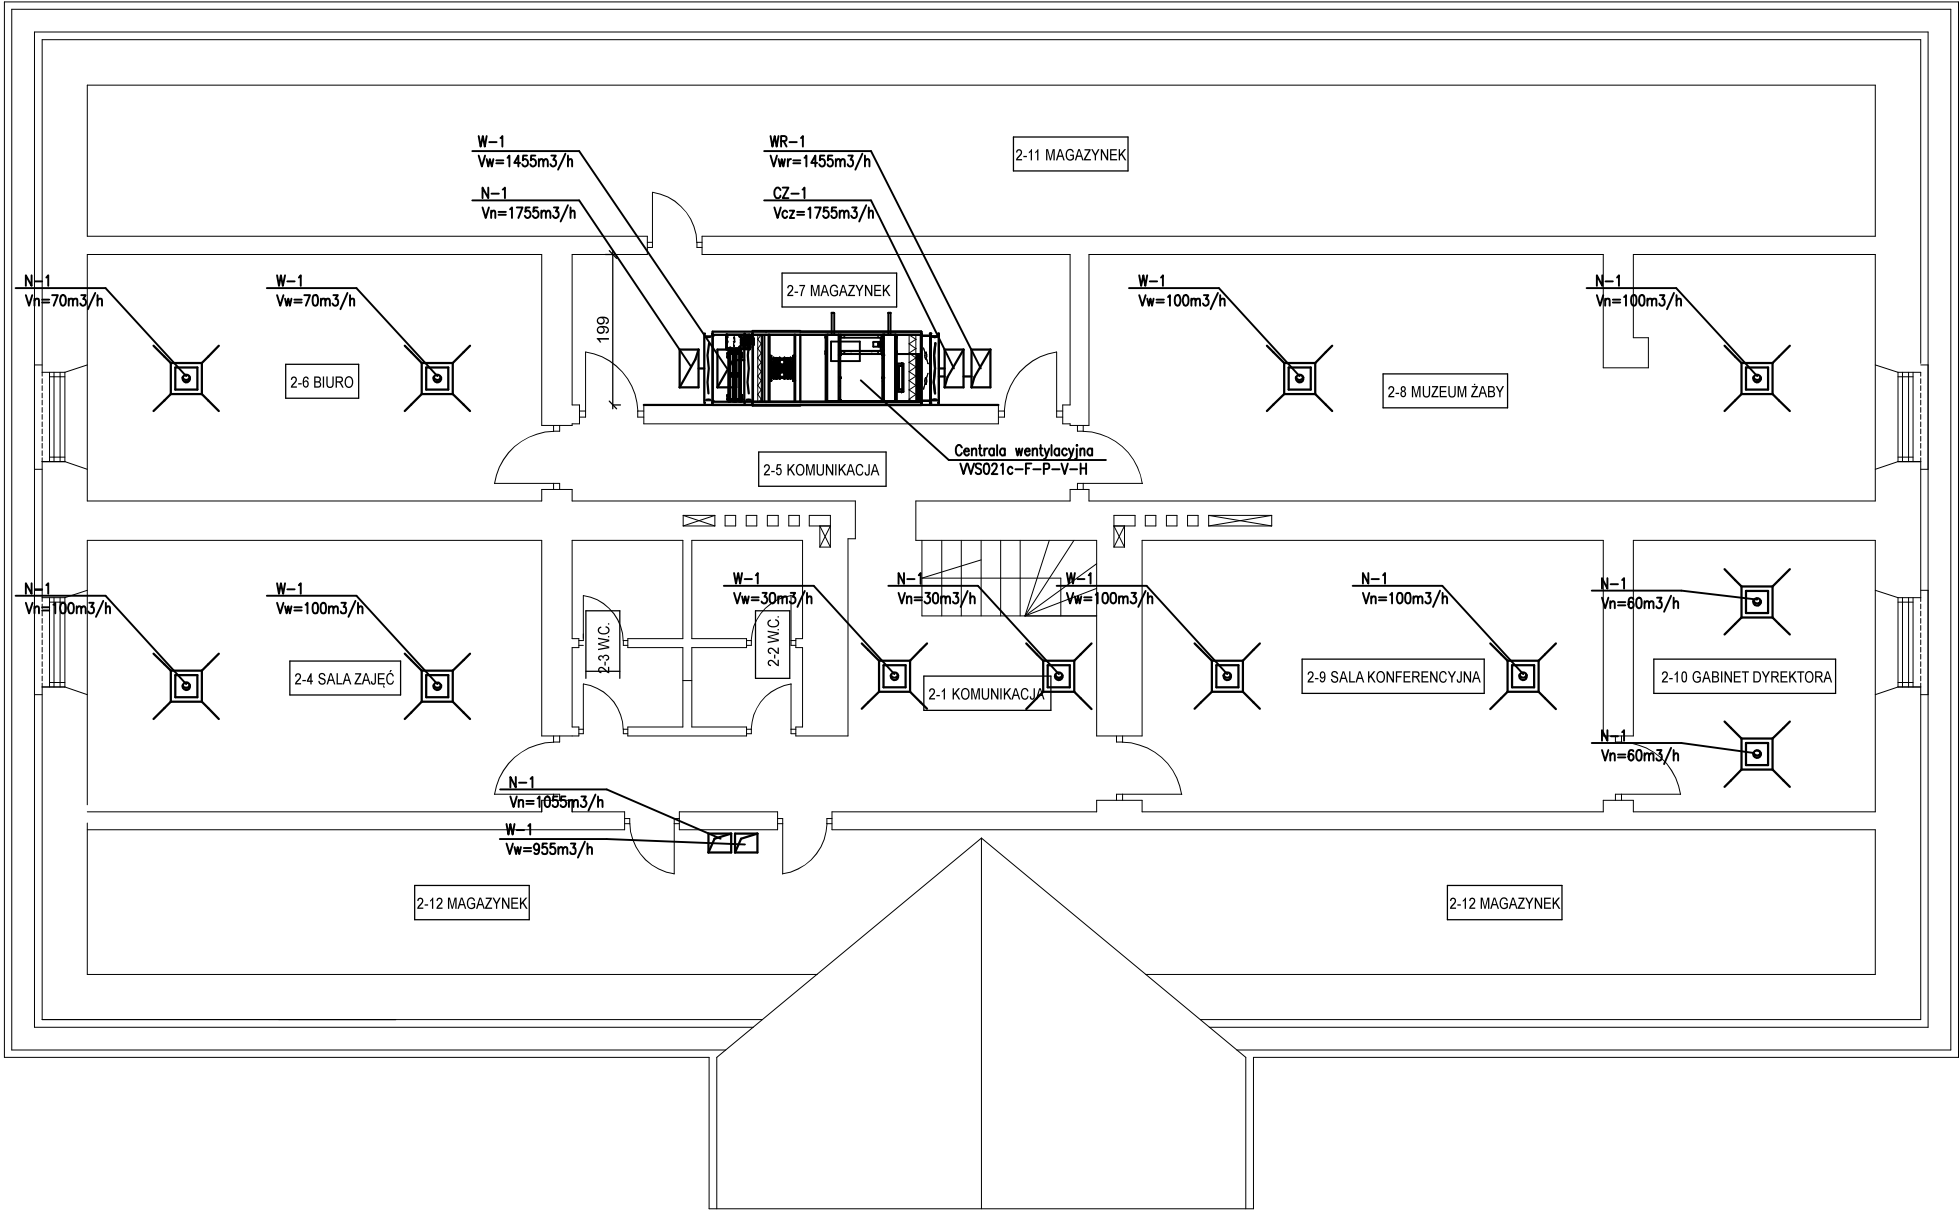 W-1
Vw=1455m3/h
WR-1
Vwr=1455m3/h
2-11 MAGAZYNEK
N-1
Vn=1755m3/h
CZ-1
Vcz=1755m3/h
N-1
Vn=70m3/h
W-1
Vw=70m3/h
2-7 MAGAZYNEK
W-1
Vw=100m3/h
N-1
Vn=100m3/h
199
2-6 BIURO
2-8 MUZEUM ŻABY
Centrala wentylacyjna
VVS021c-F-P-V-H
2-5 KOMUNIKACJA
N-1
Vn=100m3/h
W-1
Vw=100m3/h
W-1
Vw=30m3/h
N-1
Vn=30m3/h
W-1
Vw=100m3/h
N-1
Vn=100m3/h
N-1
Vn=60m3/h
2-3 W.C.
2-2 W.C.
2-4 SALA ZAJĘĆ
2-1 KOMUNIKACJA
2-9 SALA KONFERENCYJNA
2-10 GABINET DYREKTORA
N-1
Vn=60m3/h
N-1
Vn=1055m3/h
W-1
Vw=955m3/h
2-12 MAGAZYNEK
2-12 MAGAZYNEK